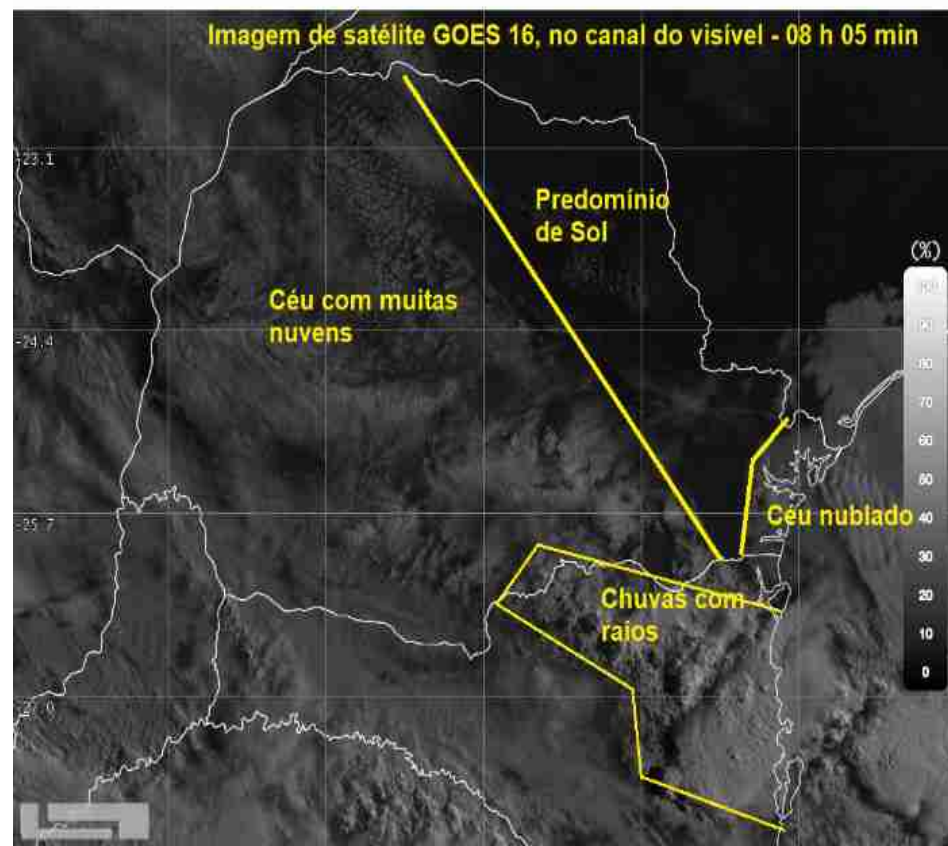 Imagem de satélite GOES 16, no canal do visível - 08 h 05 min
-23.1
Predomínio
de Sol
(%)
100
90
Céu com muitas
nuvens
-24.4
80
70
60
50
-25.7
Céu nublado
40
30
Chuvas com
raios
20
10
0